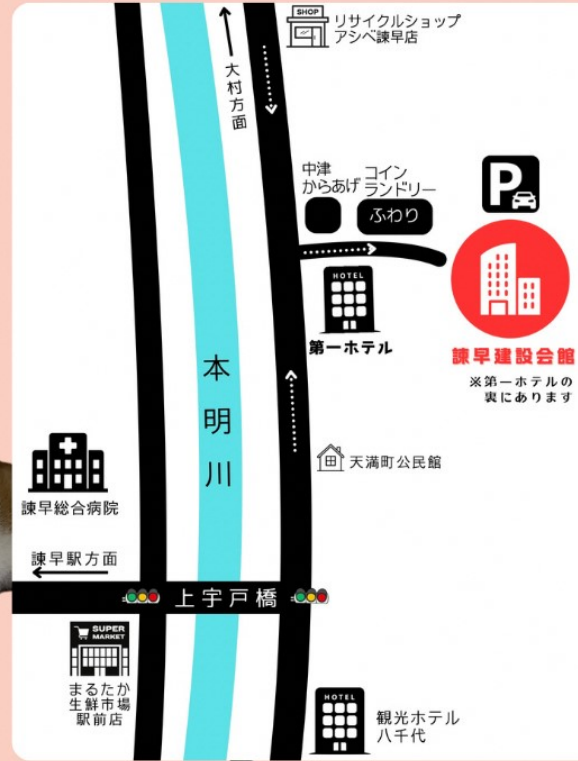 SHOP
リサイクルショップ
アシベ諫早店
大村方面
中津
からあげ
コイン
ランドリー
ふわり
P
HOTEL
第一ホテル
諫早建設会館
※第一ホテルの
裏にあります
本明川
天満町公民館
諫早総合病院
諫早駅方面
上宇戸橋
SUPER
MARKET
まるたか
生鮮市場
駅前店
HOTEL
観光ホテル
八千代